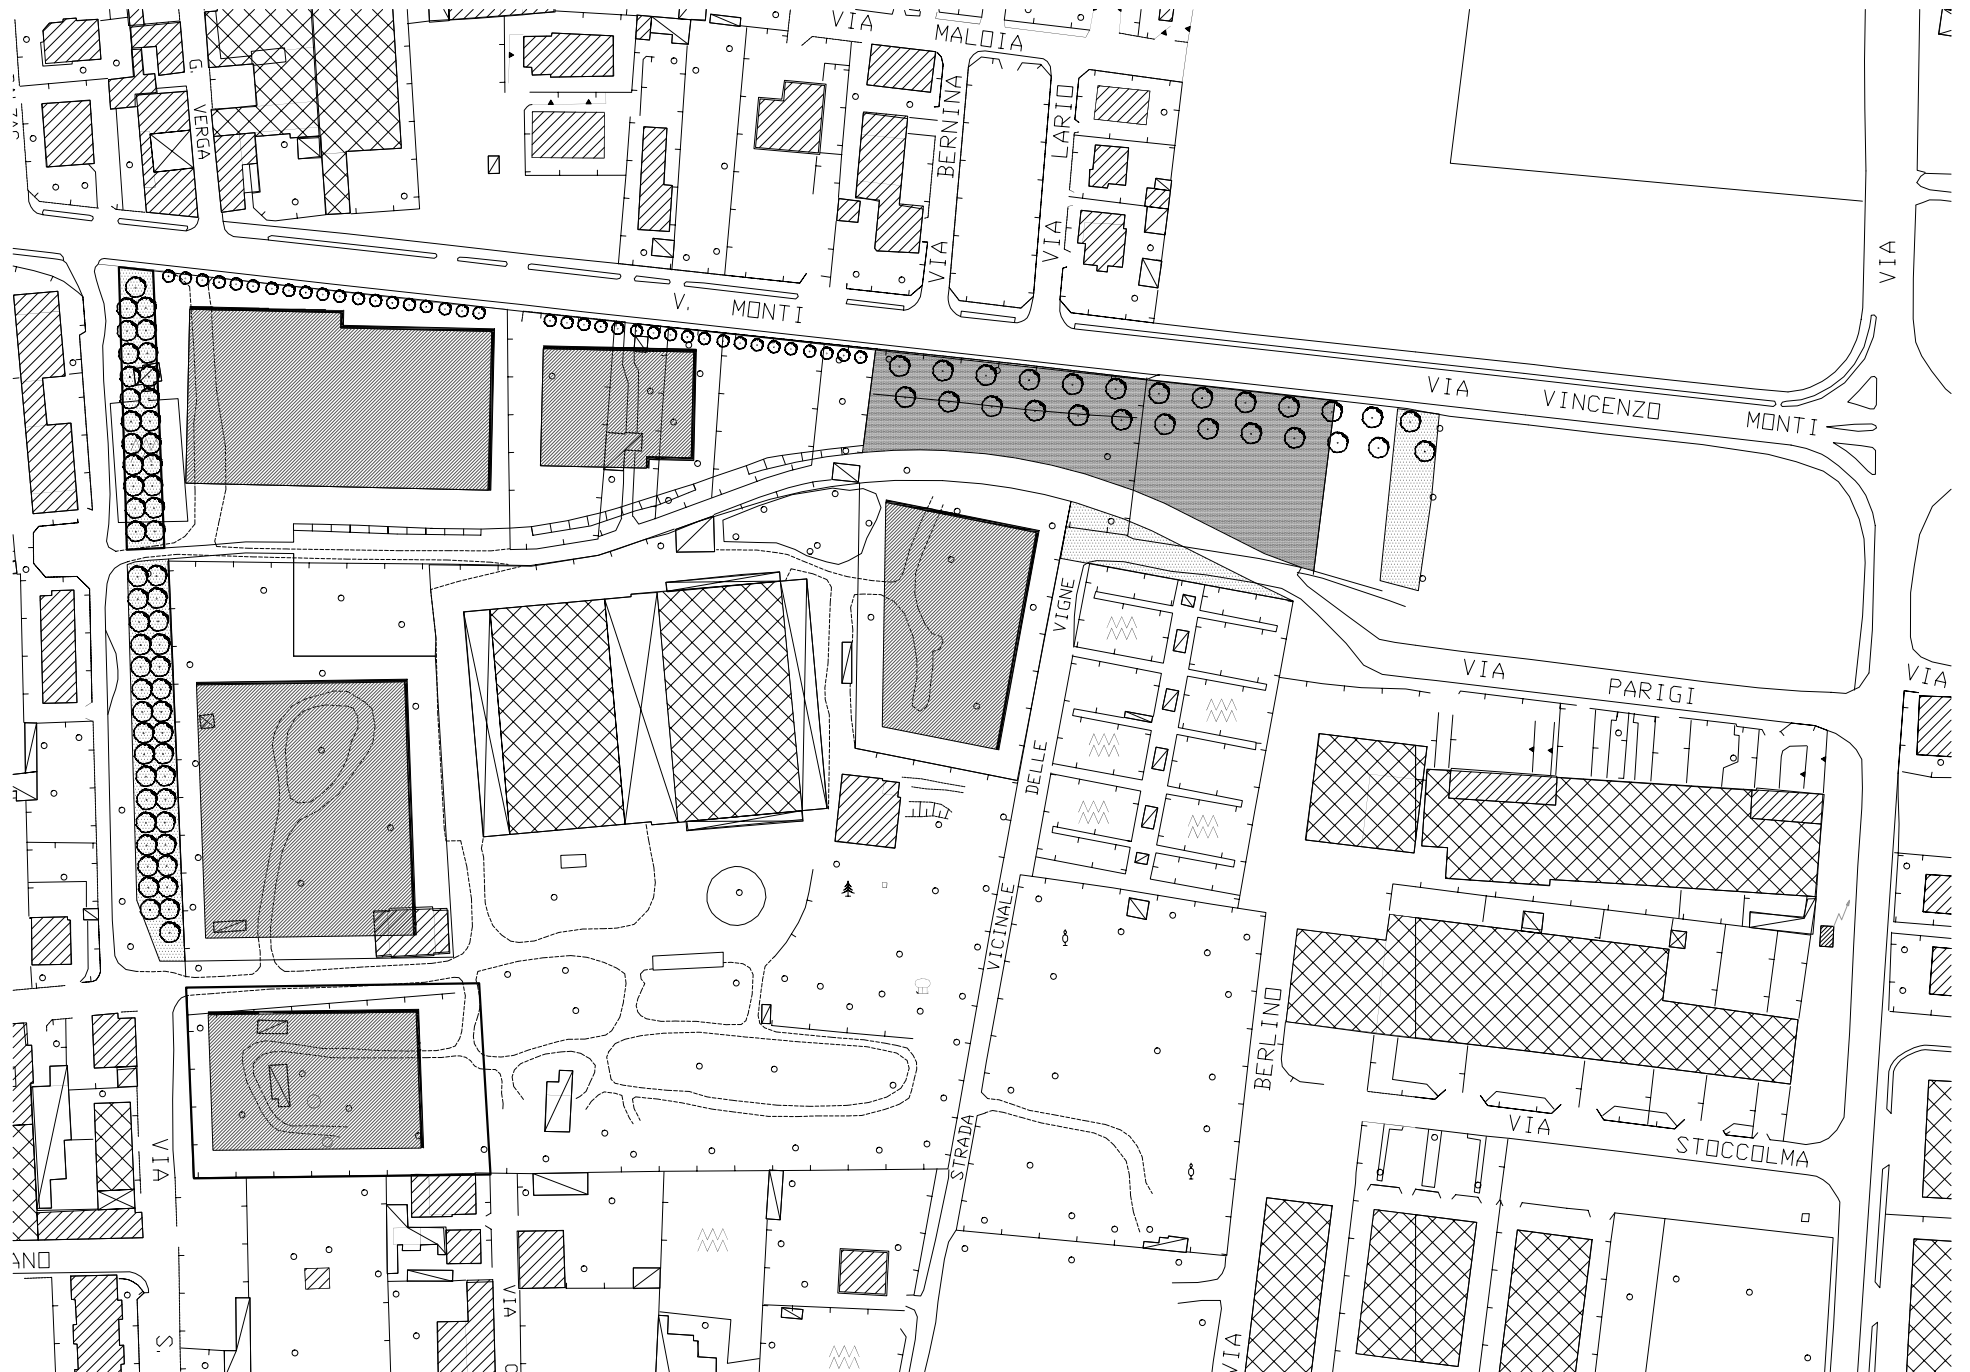 VIA
MALOIA
G.
VERGA
VIA BERNINA
VIA LARIO
VIA
V. MONTI
VIA VINCENZO MONTI
VIA PARIGI
VIA
STRADA VICINALE DELLE VIGNE
BERLINO
VIA STOCCOLMA
VIA
ANO
VIA
S.
VIA